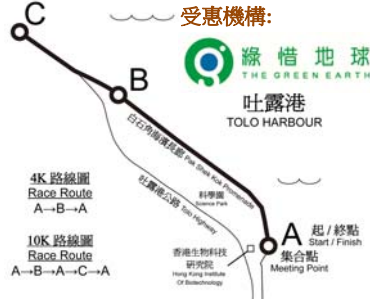 受惠機構:
C
綠惜地球
THE GREEN EARTH
B
吐露港
TOLO HARBOUR
白石角海濱長廊 Pak Shek Kok Promenade
吐露港公路 Tolo Highway
4K 路線圖
Race Route
A→B→A
科學園
Science Park
10K 路線圖
Race Route
A→B→A→C→A
香港生物科技
研究院
Hong Kong Institute
Of Biotechnology
A
起 / 終點
Start / Finish
集合點
Meeting Point